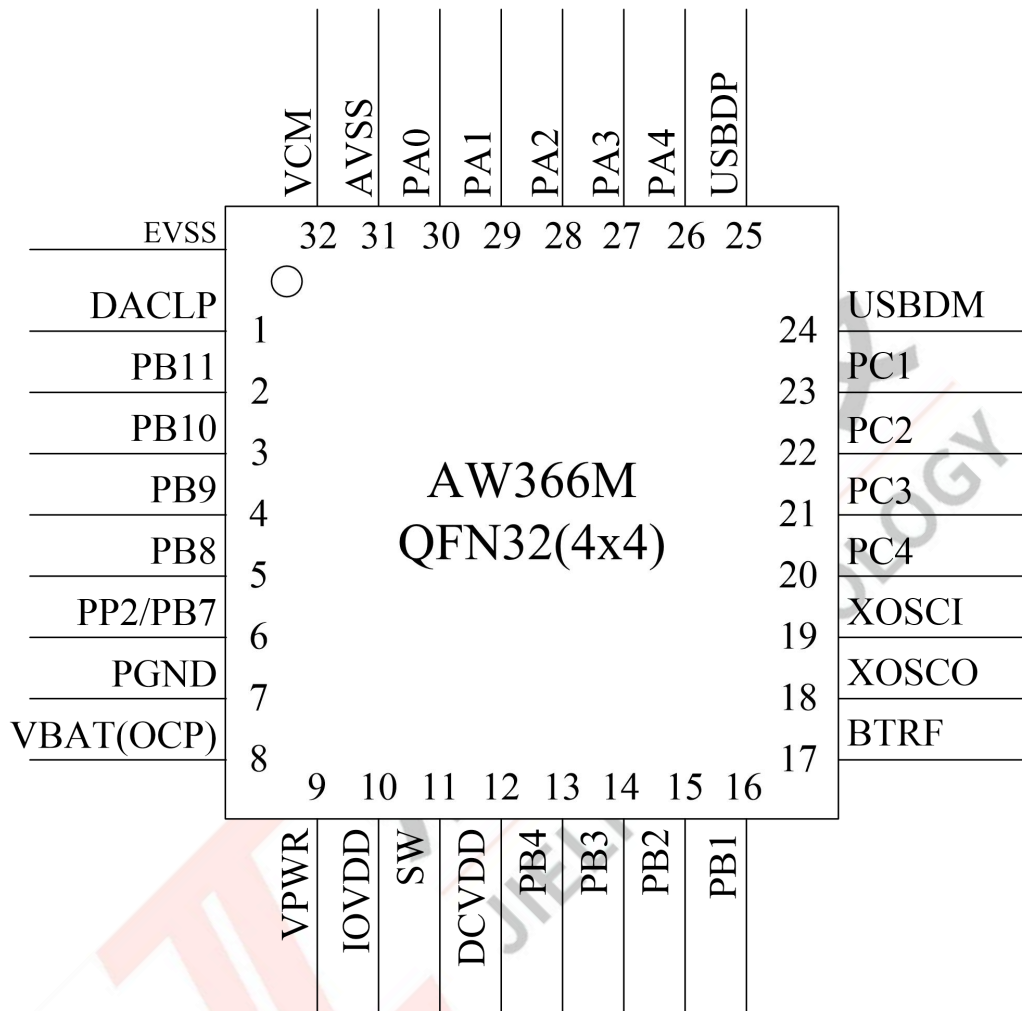 VCM
AVSS
PA0
PA1
PA2
PA3
PA4
USBDP
32 31 30 29 28 27 26 25
EVSS
DACLP 1
PB11 2
PB10 3
PB9 4
PB8 5
PP2/PB7 6
PGND 7
VBAT(OCP) 8
AW366M
QFN32(4x4)
24 USBDM
23 PC1
22 PC2
21 PC3
20 PC4
19 XOSCI
18 XOSCO
17 BTRF
9 10 11 12 13 14 15 16
VPWR
IOVDD
SW
DCVDD
PB4
PB3
PB2
PB1